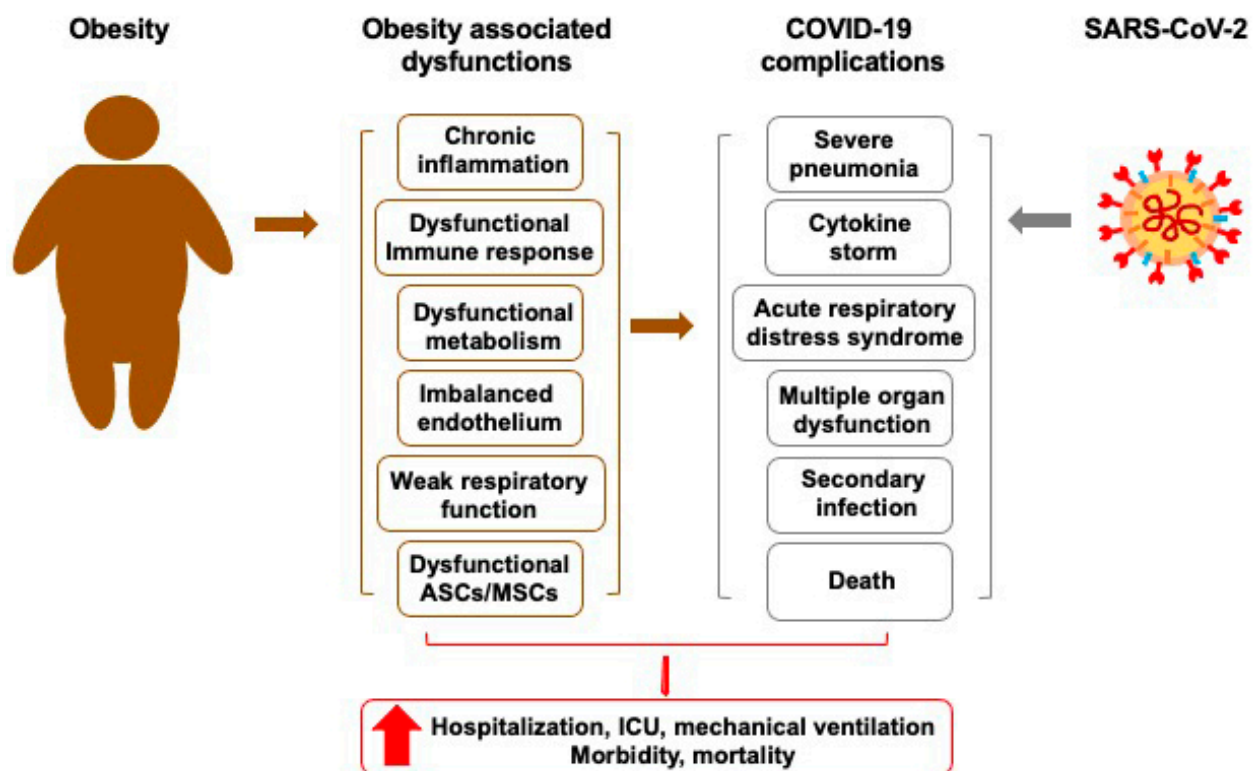 Obesity
Obesity associated
dysfunctions
COVID-19
complications
SARS-CoV-2
Chronic
inflammation
Dysfunctional
Immune response
Dysfunctional
metabolism
Imbalanced
endothelium
Weak respiratory
function
Dysfunctional
ASCs/MSCs
Severe
pneumonia
Cytokine
storm
Acute respiratory
distress syndrome
Multiple organ
dysfunction
Secondary
infection
Death
Hospitalization, ICU, mechanical ventilation
Morbidity, mortality